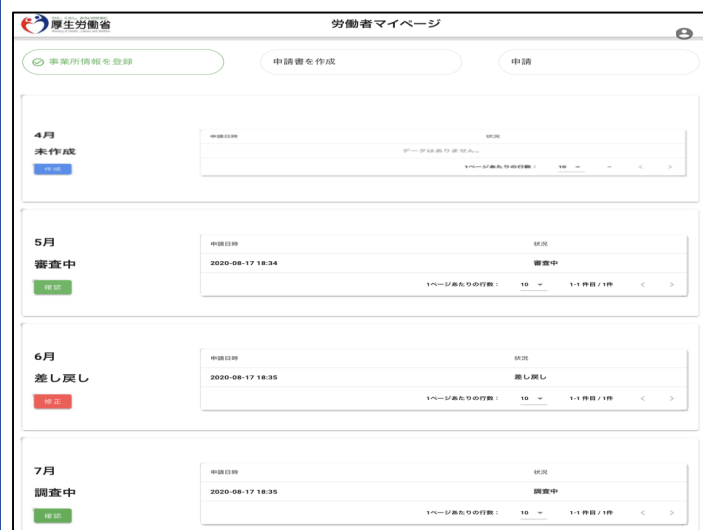 厚生労働省
労働者マイページ
事業所情報を登録
申請書を作成
申請
4月
未作成
作成
申請日時 状況
データはありません。
1ページあたりの行数： 10 - < >
5月
審査中
確認
申請日時 状況
2020-08-17 18:34 審査中
1ページあたりの行数： 10 1-1 件目 / 1件 < >
6月
差し戻し
修正
申請日時 状況
2020-08-17 18:35 差し戻し
1ページあたりの行数： 10 1-1 件目 / 1件 < >
7月
調査中
確認
申請日時 状況
2020-08-17 18:35 調査中
1ページあたりの行数： 10 1-1 件目 / 1件 < >